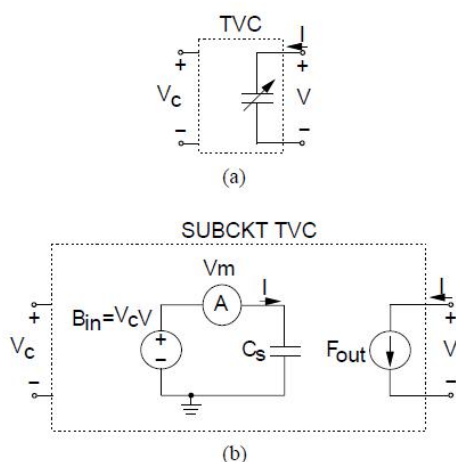 TVC
I
+
+
Vc
V
−
−
(a)
SUBCKT TVC
Vm
I
I
A
+
+
Bin=VcV
+
Vc
−
Cs
Fout
V
−
−
(b)